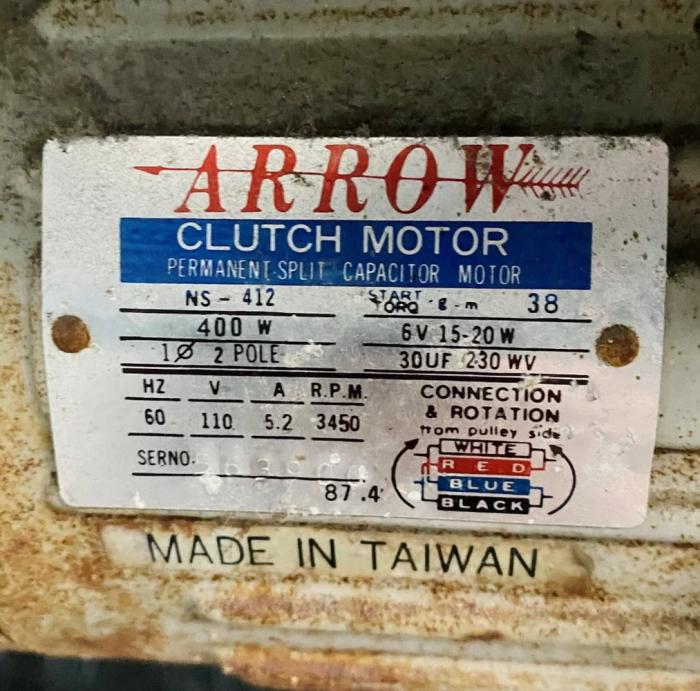 ARROW
CLUTCH MOTOR
PERMANENT-SPLIT CAPACITOR MOTOR
NS-412
START TORQ g-m 38
400 W
6V 15-20W
1Ø 2 POLE
30UF 230 WV
HZ V A R.P.M.
60 110 5.2 3450
CONNECTION
& ROTATION
from pulley side
WHITE
RED
BLUE
BLACK
SERNO.
87.4
MADE IN TAIWAN